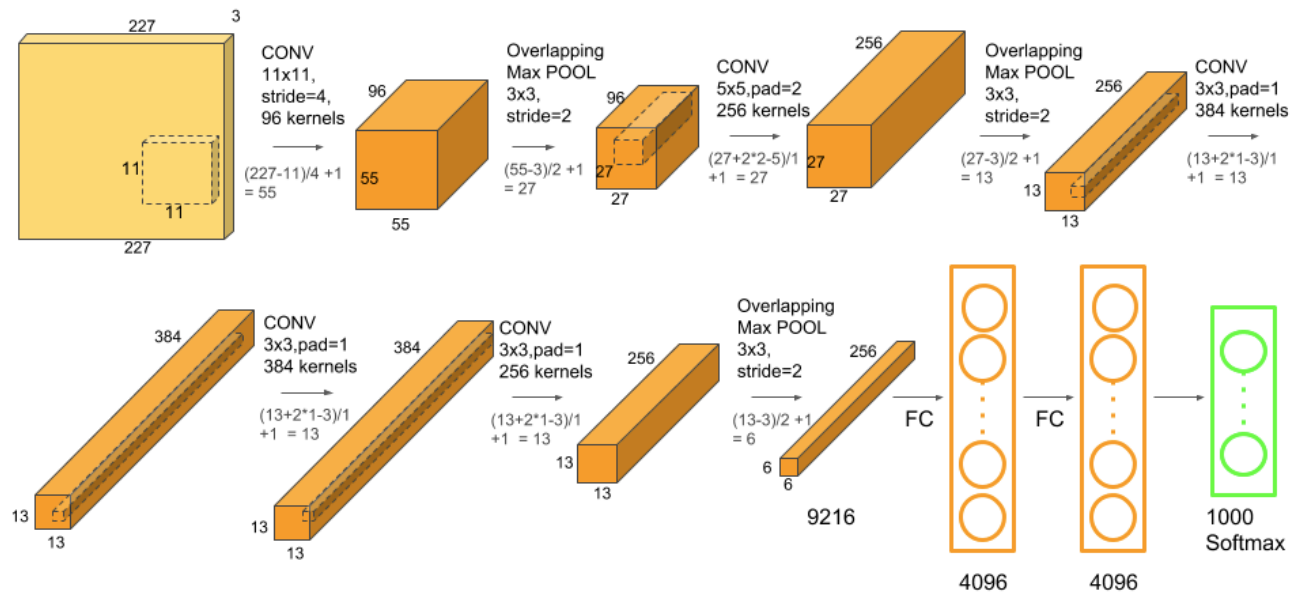 227
3
11
11
227
CONV
11x11,
stride=4,
96 kernels
(227-11)/4 +1
= 55
96
55
55
Overlapping
Max POOL
3x3,
stride=2
(55-3)/2 +1
= 27
96
27
27
CONV
5x5,pad=2
256 kernels
(27+2*2-5)/1
+1 = 27
256
27
27
Overlapping
Max POOL
3x3,
stride=2
(27-3)/2 +1
= 13
256
13
13
CONV
3x3,pad=1
384 kernels
(13+2*1-3)/1
+1 = 13
384
13
13
CONV
3x3,pad=1
384 kernels
(13+2*1-3)/1
+1 = 13
384
13
13
CONV
3x3,pad=1
256 kernels
(13+2*1-3)/1
+1 = 13
256
13
13
Overlapping
Max POOL
3x3,
stride=2
(13-3)/2 +1
= 6
256
6
6
9216
FC
4096
FC
4096
1000
Softmax